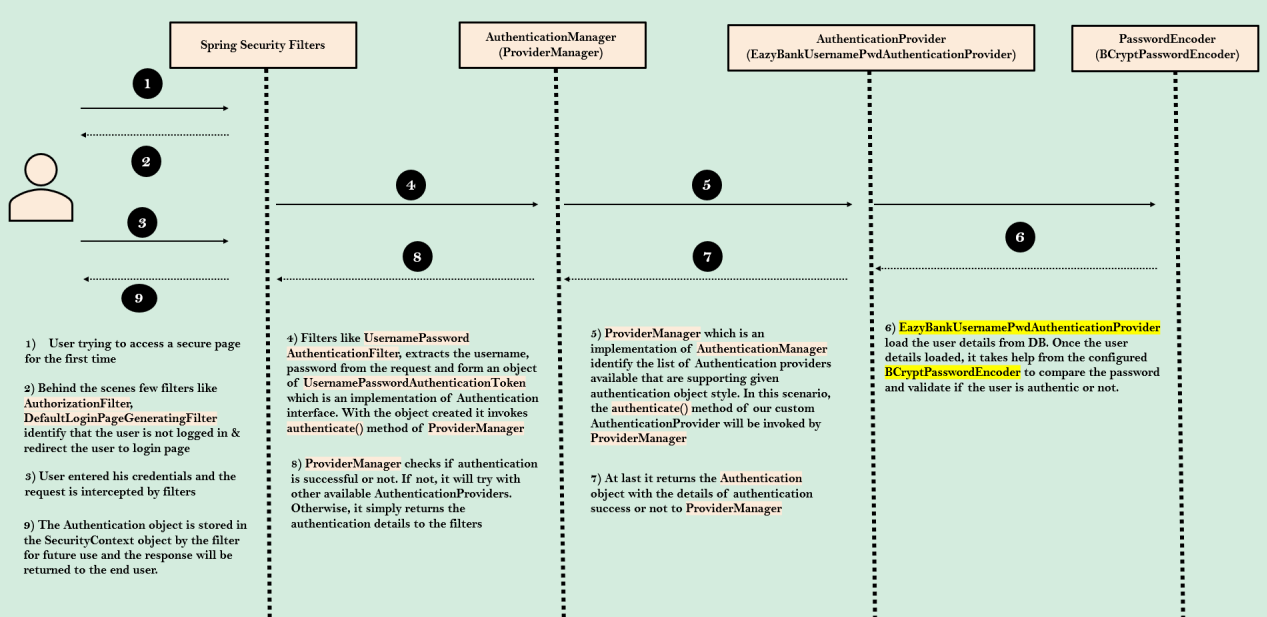 Spring Security Filters
AuthenticationManager
(ProviderManager)
AuthenticationProvider
(EazyBankUsernamePwdAuthenticationProvider)
PasswordEncoder
(BCryptPasswordEncoder)
1
2
3
4
5
6
7
8
9
1) User trying to access a secure page
for the first time
2) Behind the scenes few filters like
AuthorizationFilter,
DefaultLoginPageGeneratingFilter
identify that the user is not logged in &
redirect the user to login page
3) User entered his credentials and the
request is intercepted by filters
9) The Authentication object is stored in
the SecurityContext object by the filter
for future use and the response will be
returned to the end user.
4) Filters like UsernamePassword
AuthenticationFilter, extracts the username,
password from the request and form an object
of UsernamePasswordAuthenticationToken
which is an implementation of Authentication
interface. With the object created it invokes
authenticate() method of ProviderManager
8) ProviderManager checks if authentication
is successful or not. If not, it will try with
other available AuthenticationProviders.
Otherwise, it simply returns the
authentication details to the filters
5) ProviderManager which is an
implementation of AuthenticationManager
identify the list of Authentication providers
available that are supporting given
authentication object style. In this scenario,
the authenticate() method of our custom
AuthenticationProvider will be invoked by
ProviderManager
7) At last it returns the Authentication
object with the details of authentication
success or not to ProviderManager
6) EazyBankUsernamePwdAuthenticationProvider
load the user details from DB. Once the user
details loaded, it takes help from the configured
BCryptPasswordEncoder to compare the password
and validate if the user is authentic or not.